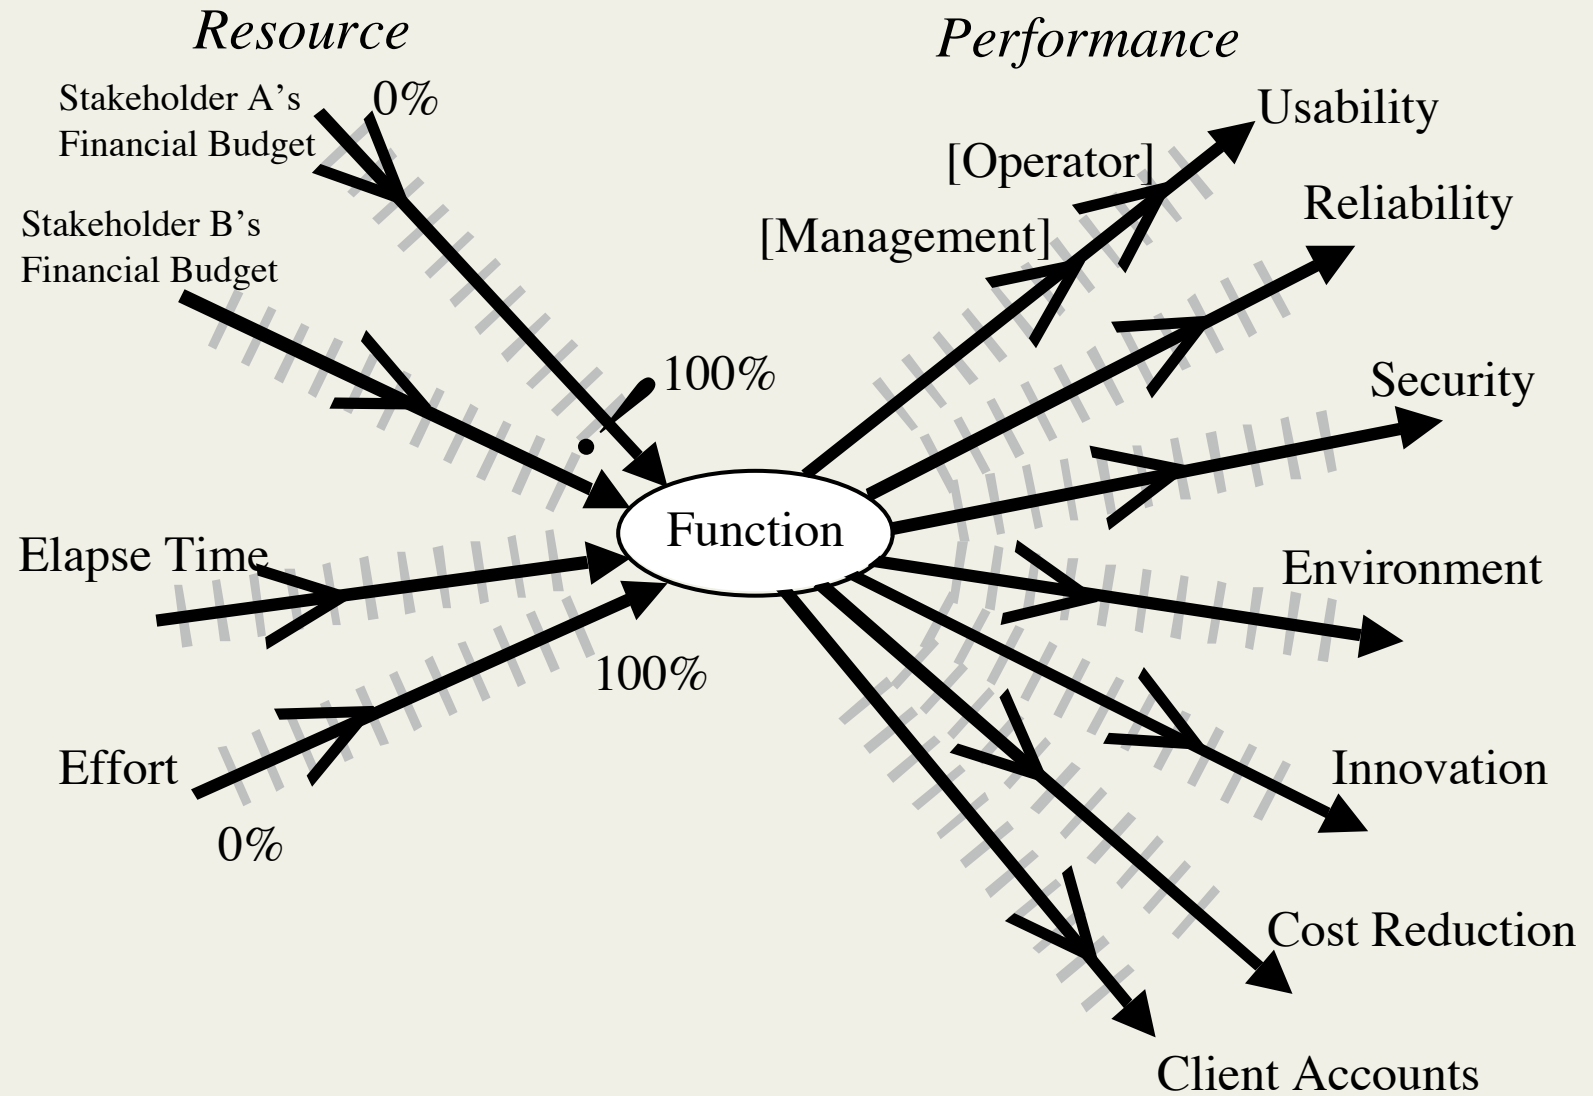 Resource
Performance
Stakeholder A’s
Financial Budget
0%
Usability
[Operator]
Reliability
Stakeholder B’s
Financial Budget
[Management]
100%
Security
Function
Elapse Time
Environment
100%
Effort
0%
Innovation
Cost Reduction
Client Accounts